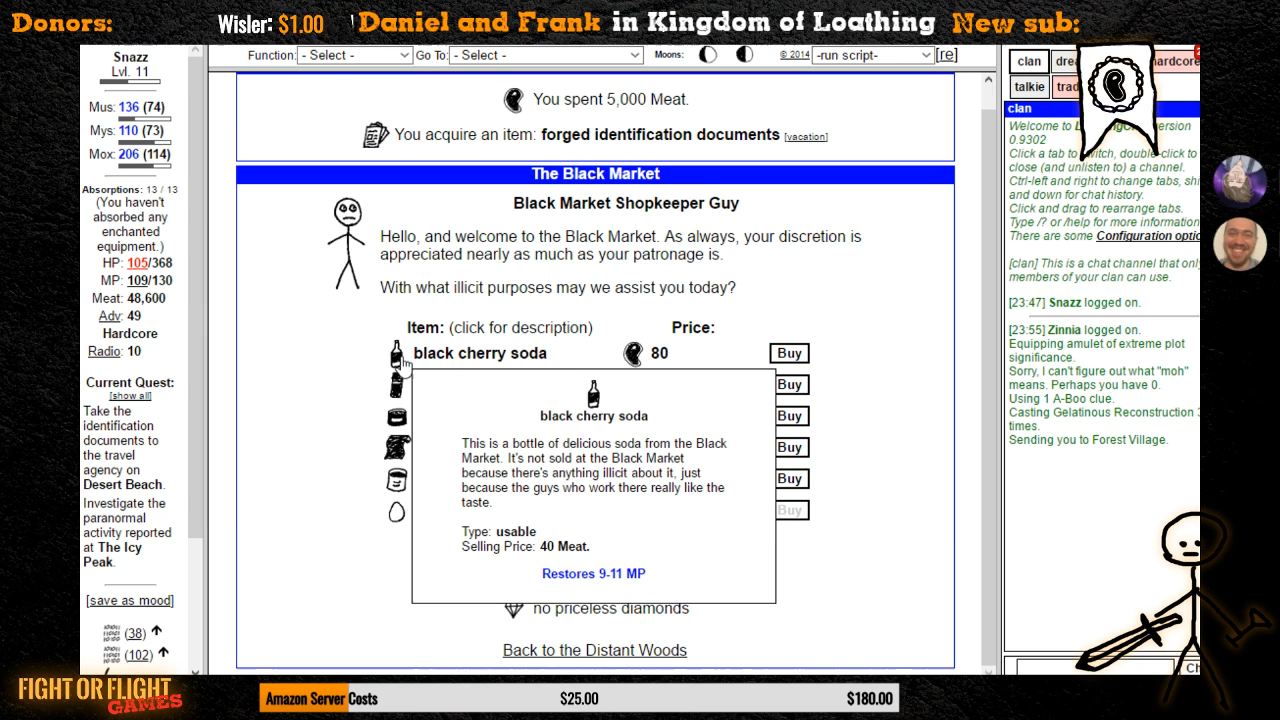 Donors:
Wisler: $1.00
Daniel and Frank in Kingdom of Loathing
New sub:
Snazz
Lvl. 11
Mus: 136 (74)
Mys: 110 (73)
Mox: 206 (114)
Absorptions: 13 / 13
(You haven't
absorbed any
enchanted
equipment.)
HP: 105/368
MP: 109/130
Meat: 48,600
Adv: 49
Hardcore
Radio: 10
Current Quest:
[show all]
Take the
identification
documents to
the travel
agency on
Desert Beach.
Investigate the
paranormal
activity reported
at The Icy
Peak.
[save as mood]
(38)
(102)
Function: - Select - Go To: - Select - Moons: © 2014 -run script- [re]
You spent 5,000 Meat.
You acquire an item: forged identification documents [vacation]
The Black Market
Black Market Shopkeeper Guy
Hello, and welcome to the Black Market. As always, your discretion is
appreciated nearly as much as your patronage is.
With what illicit purposes may we assist you today?
Item: (click for description) Price:
black cherry soda 80 Buy
Buy
Buy
Buy
Buy
Buy
black cherry soda
This is a bottle of delicious soda from the Black
Market. It's not sold at the Black Market
because there's anything illicit about it, just
because the guys who work there really like the
taste.
Type: usable
Selling Price: 40 Meat.
Restores 9-11 MP
no priceless diamonds
Back to the Distant Woods
clan drea hardcore
talkie trad
clan
Welcome to ersion
0.9302
Click a tab to witch, double-click to
close (and unlisten to) a channel.
Ctrl-left and right to change tabs, shi
and down for chat history.
Click and drag to rearrange tabs.
Type /? or /help for more information
There are some Configuration optio
[clan] This is a chat channel that only
members of your clan can use.
[23:47] Snazz logged on.
[23:55] Zinnia logged on.
Equipping amulet of extreme plot
significance.
Sorry, I can't figure out what "moh"
means. Perhaps you have 0.
Using 1 A-Boo clue.
Casting Gelatinous Reconstruction 3
times.
Sending you to Forest Village.
Ch
FIGHT OR FLIGHT
GAMES
Amazon Server Costs $25.00 $180.00